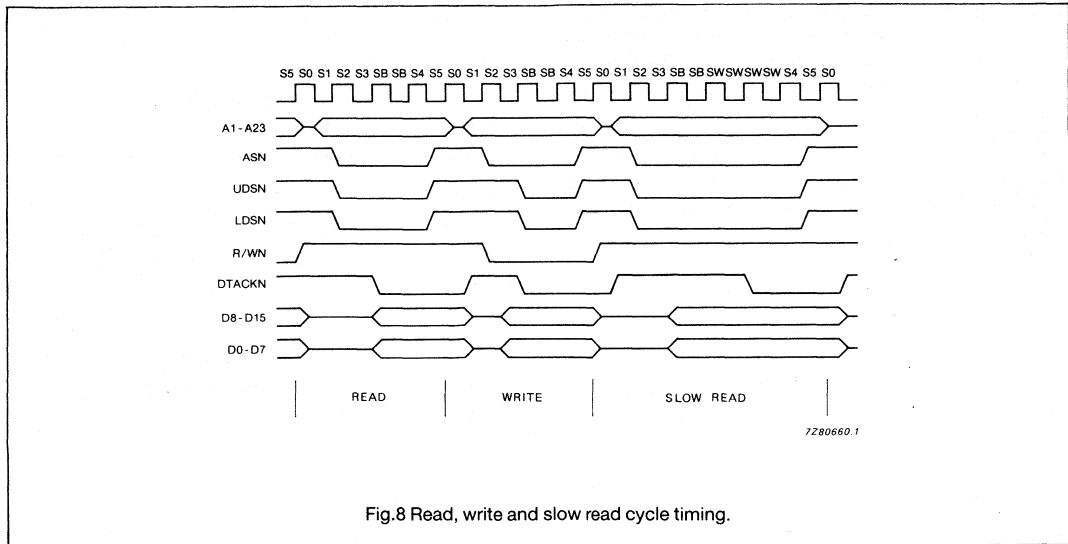 S5 S0 S1 S2 S3 SB SB S4 S5 S0 S1 S2 S3 SB SB S4 S5 S0 S1 S2 S3 SB SB SW SW SW SW S4 S5 S0
A1-A23
ASN
UDSN
LDSN
R/WN
DTACKN
D8-D15
D0-D7
READ WRITE SLOW READ
7Z80660.1
Fig.8 Read, write and slow read cycle timing.